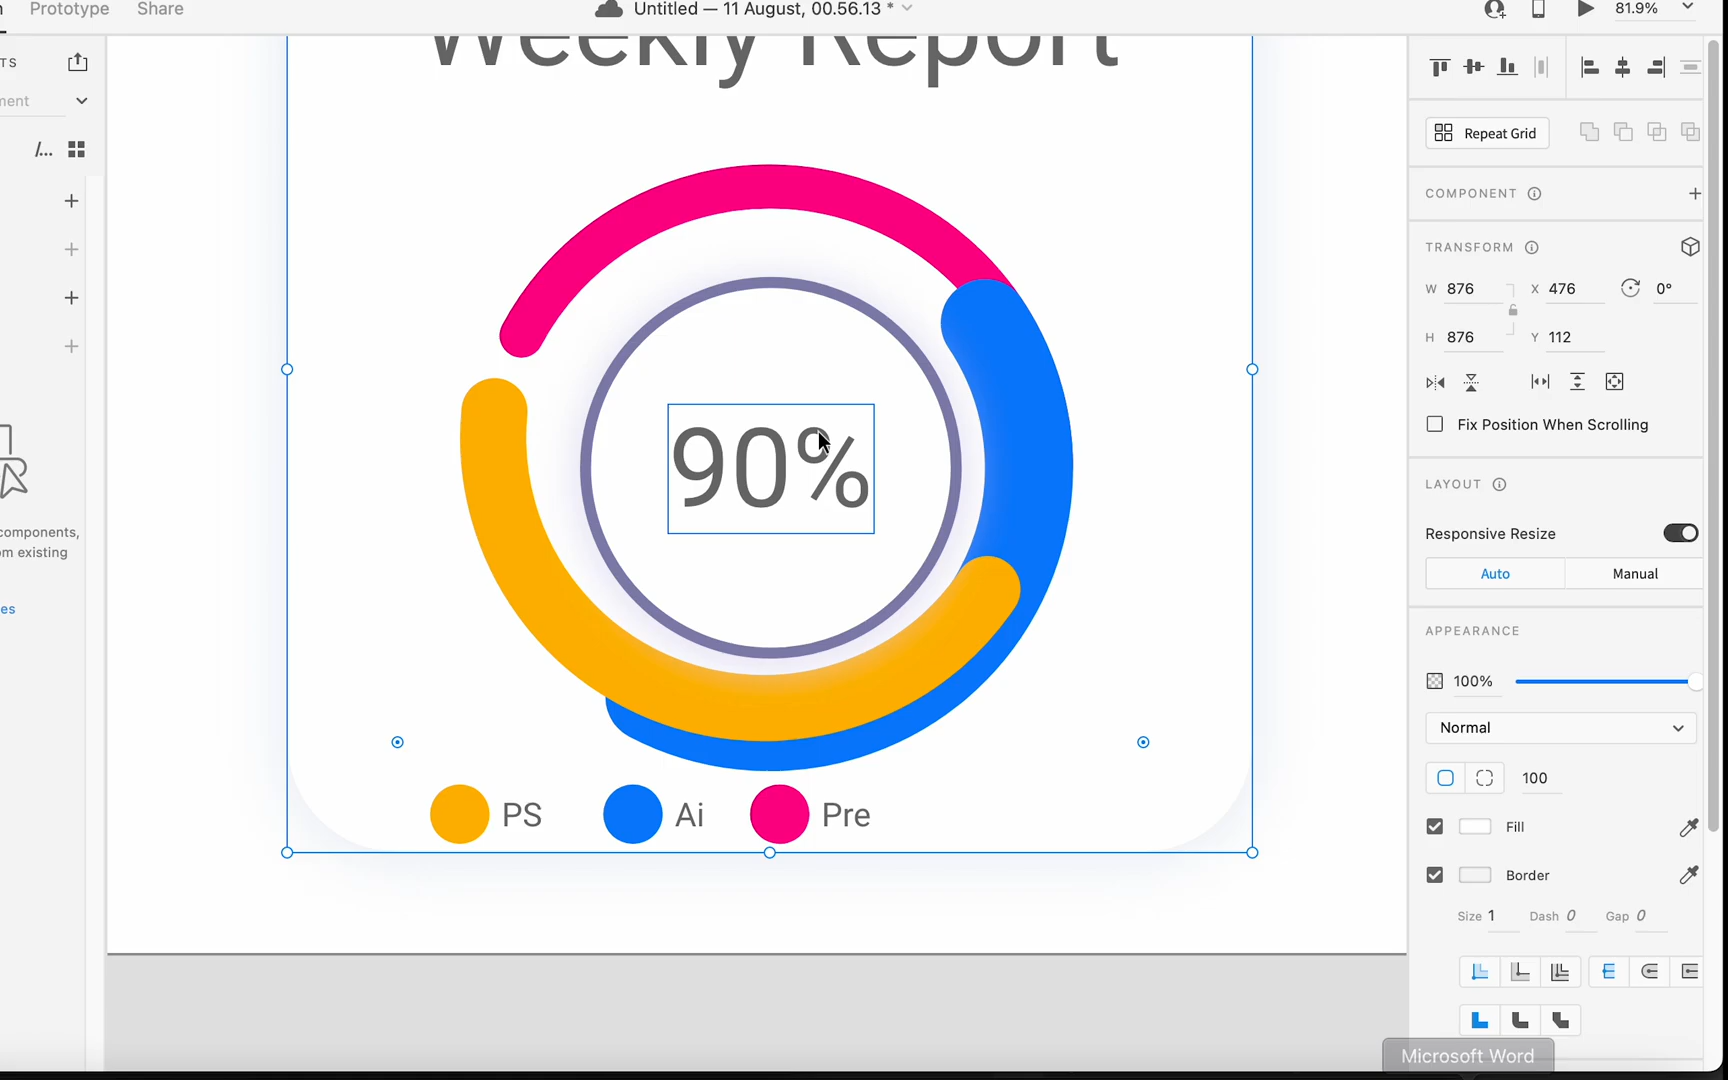 Prototype Share
Untitled — 11 August, 00.56.13 *
81.9%
TS
ment
/...
components,
om existing
es
Weekly Report
90%
PS Ai Pre
Repeat Grid
COMPONENT
TRANSFORM
W 876 X 476 0°
H 876 Y 112
Fix Position When Scrolling
LAYOUT
Responsive Resize
Auto Manual
APPEARANCE
100%
Normal
100
Fill
Border
Size 1 Dash 0 Gap 0
Microsoft Word